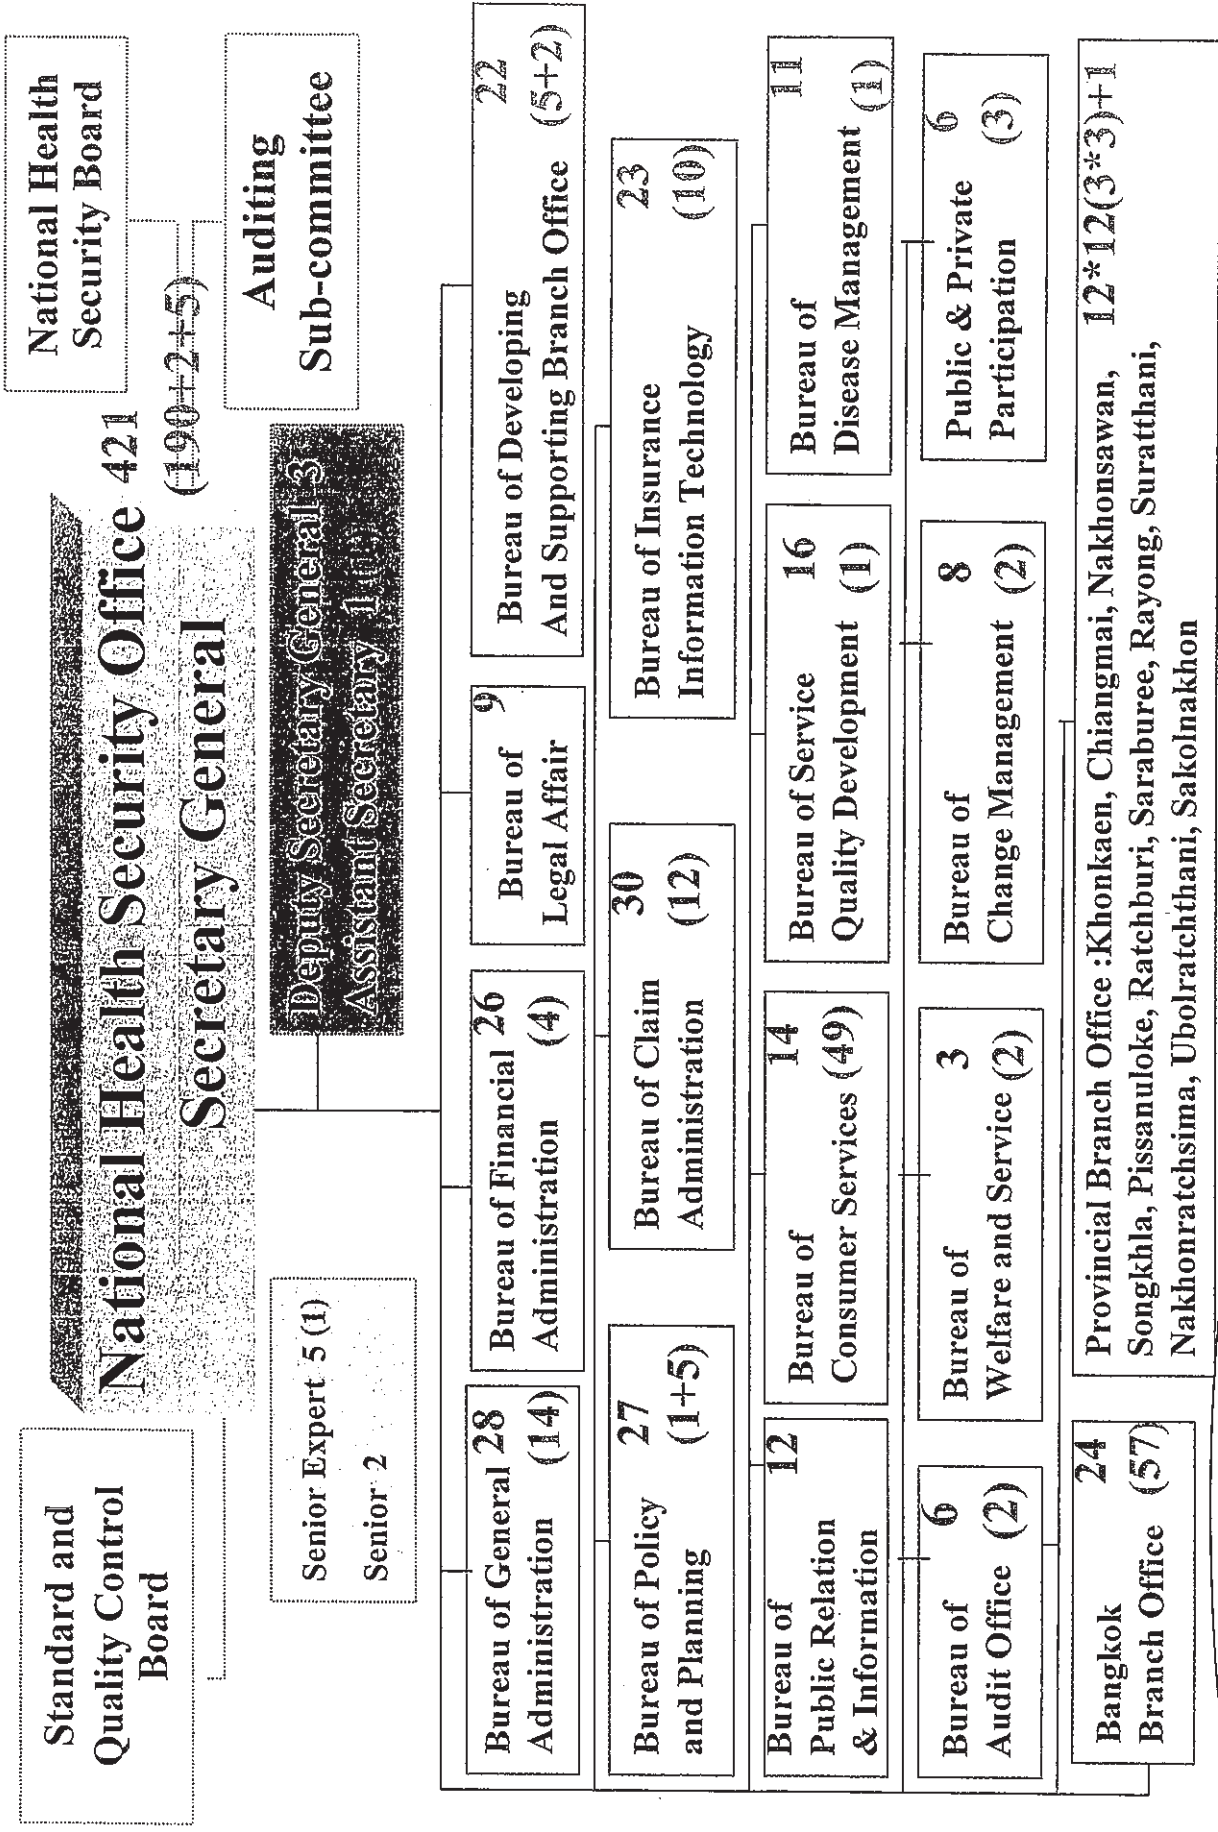 Standard and
Quality Control
Board
National Health Security Office 421
(190+2+5)
Secretary General
National Health
Security Board
Auditing
Sub-committee
Deputy Secretary General 3
Assistant Secretary 1
Senior Expert 5 (1)
Senior 2
Bureau of General 28
Administration (14)
Bureau of Financial 26
Administration (4)
Bureau of 9
Legal Affair
Bureau of Developing 22
And Supporting Branch Office (5+2)
Bureau of Policy 27
and Planning (1+5)
Bureau of Claim 30
Administration (12)
Bureau of Insurance 23
Information Technology (10)
Bureau of 12
Public Relation
& Information
Bureau of 14
Consumer Services (49)
Bureau of Service 16
Quality Development (1)
Bureau of 11
Disease Management (1)
Bureau of 6
Audit Office (2)
Bureau of 3
Welfare and Service (2)
Bureau of 8
Change Management (2)
Public & Private 6
Participation (3)
Bangkok 24
Branch Office (57)
12*12(3*3)+1
Provincial Branch Office :Khonkaen, Chiangmai, Nakhonsawan,
Songkhla, Pissanuloke, Ratchburi, Saraburee, Rayong, Suratthani,
Nakhonratchsima, Ubolratchthani, Sakolnakhon